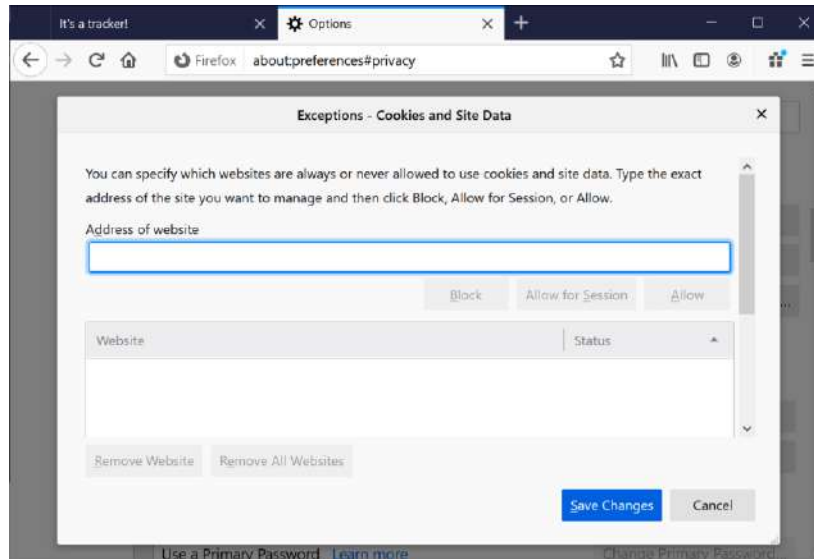 It's a tracker!
Options
Firefox about:preferences#privacy
Exceptions - Cookies and Site Data
You can specify which websites are always or never allowed to use cookies and site data. Type the exact
address of the site you want to manage and then click Block, Allow for Session, or Allow.
Address of website
Block Allow for Session Allow
...
Website Status
Remove Website Remove All Websites
Save Changes Cancel
Use a Primary Password Learn more Change Primary Password